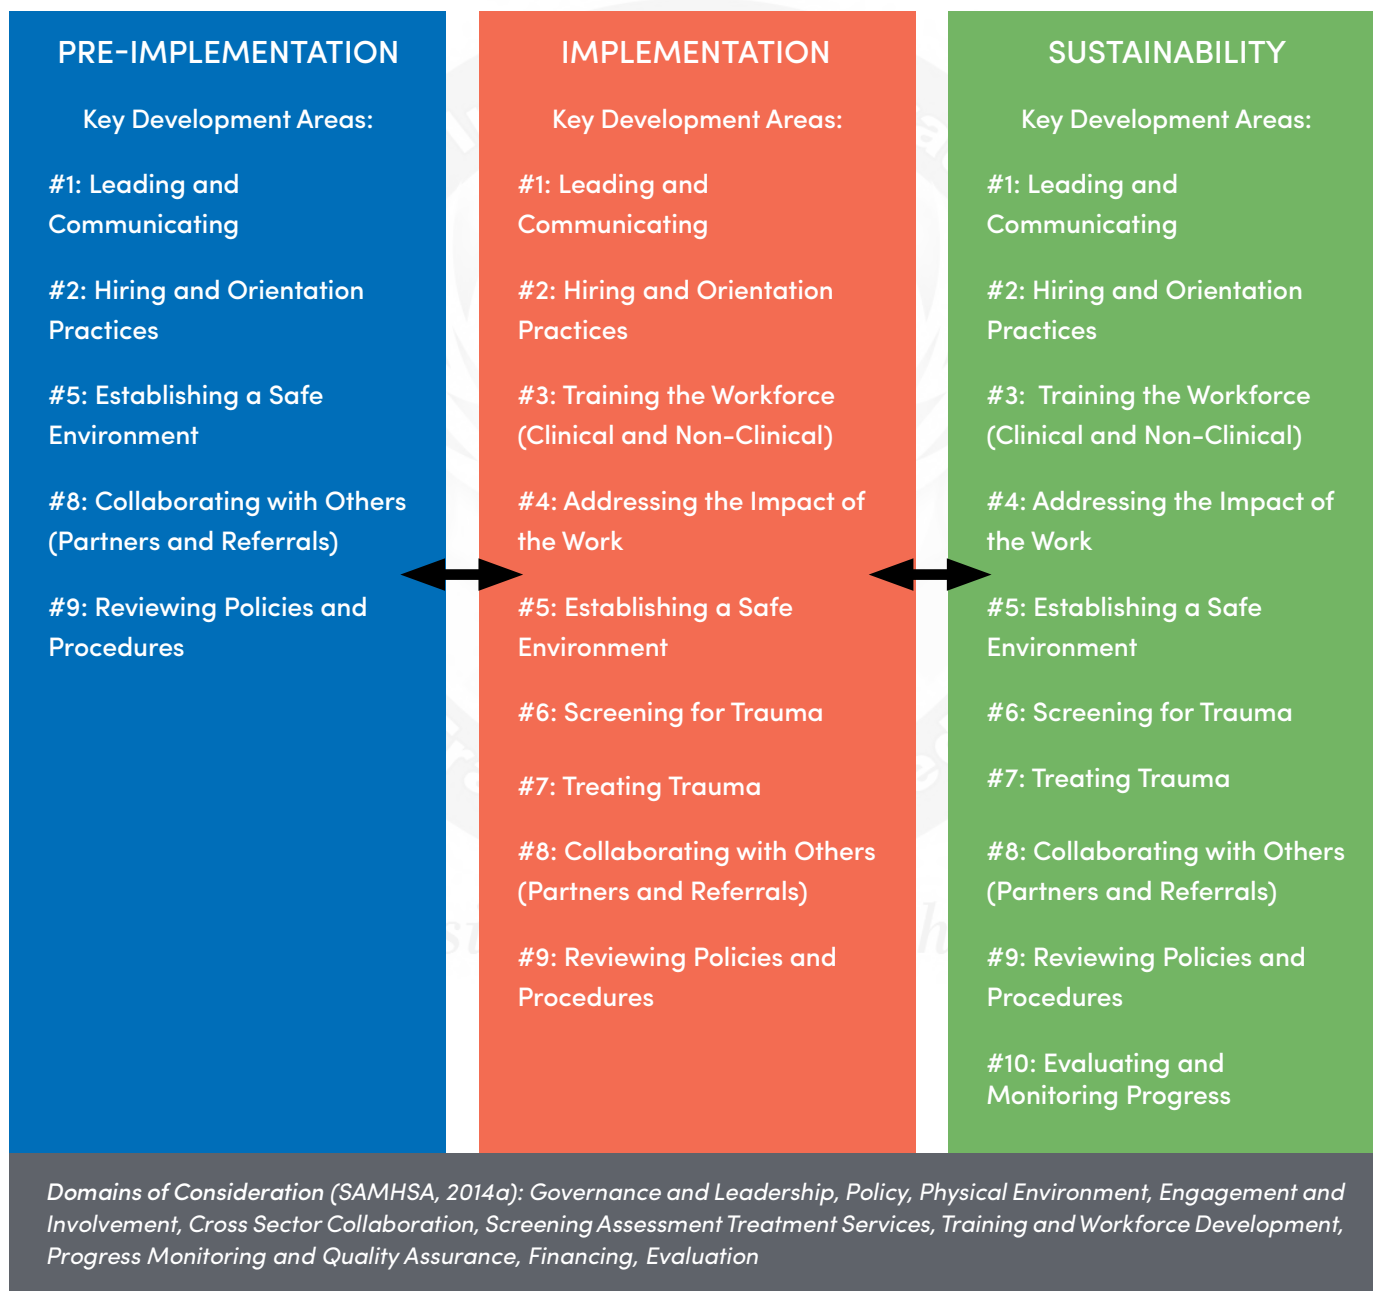 PRE-IMPLEMENTATION
Key Development Areas:
#1: Leading and
Communicating
#2: Hiring and Orientation
Practices
#5: Establishing a Safe
Environment
#8: Collaborating with Others
(Partners and Referrals)
#9: Reviewing Policies and
Procedures
IMPLEMENTATION
Key Development Areas:
#1: Leading and
Communicating
#2: Hiring and Orientation
Practices
#3: Training the Workforce
(Clinical and Non-Clinical)
#4: Addressing the Impact of
the Work
#5: Establishing a Safe
Environment
#6: Screening for Trauma
#7: Treating Trauma
#8: Collaborating with Others
(Partners and Referrals)
#9: Reviewing Policies and
Procedures
SUSTAINABILITY
Key Development Areas:
#1: Leading and
Communicating
#2: Hiring and Orientation
Practices
#3: Training the Workforce
(Clinical and Non-Clinical)
#4: Addressing the Impact of
the Work
#5: Establishing a Safe
Environment
#6: Screening for Trauma
#7: Treating Trauma
#8: Collaborating with Others
(Partners and Referrals)
#9: Reviewing Policies and
Procedures
#10: Evaluating and
Monitoring Progress
Domains of Consideration (SAMHSA, 2014a): Governance and Leadership, Policy, Physical Environment, Engagement and
Involvement, Cross Sector Collaboration, Screening Assessment Treatment Services, Training and Workforce Development,
Progress Monitoring and Quality Assurance, Financing, Evaluation